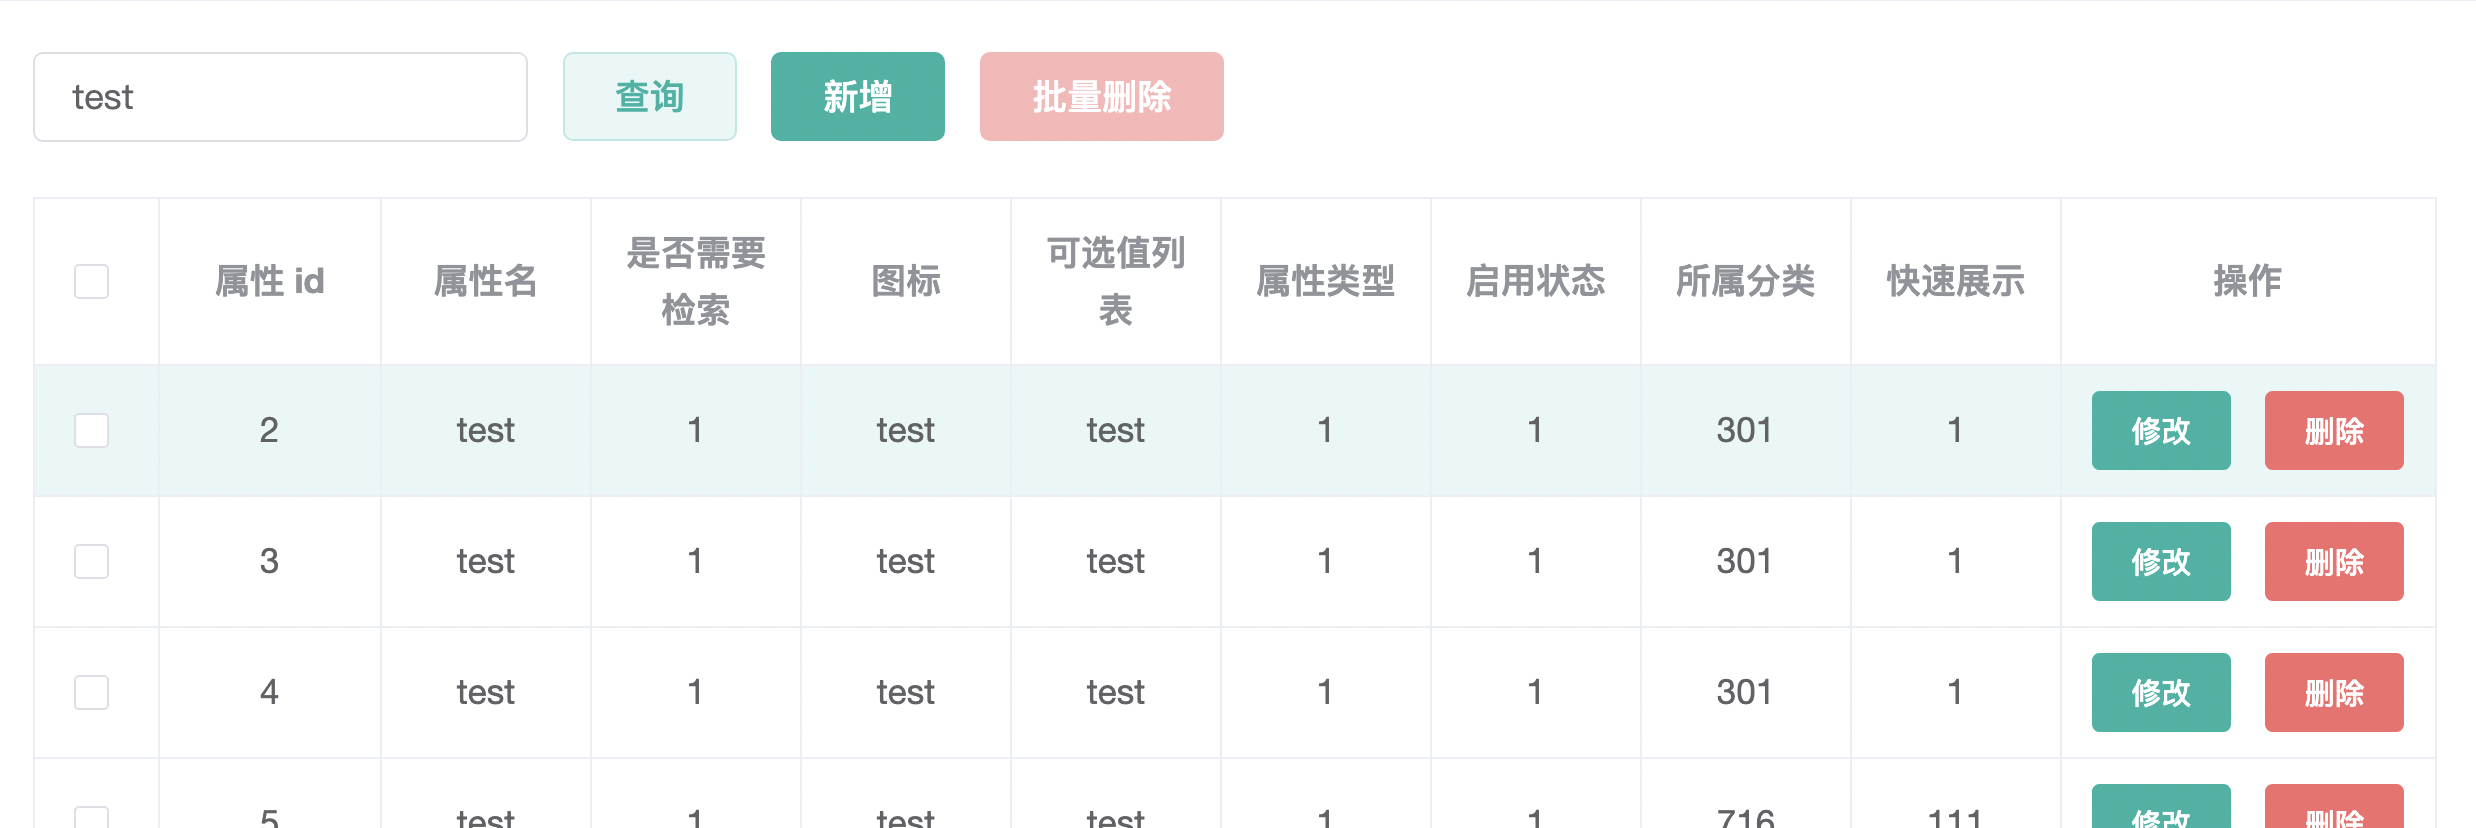 test 查询 新增 批量删除
属性 id 属性名 是否需要检索 图标 可选值列表 属性类型 启用状态 所属分类 快速展示 操作
2 test 1 test test 1 1 301 1 修改 删除
3 test 1 test test 1 1 301 1 修改 删除
4 test 1 test test 1 1 301 1 修改 删除
5 test 1 test test 1 1 716 111 修改 删除